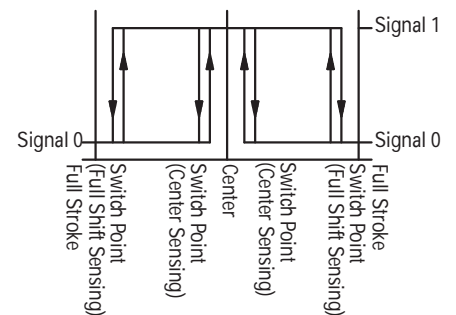 Signal 1
Signal 0
Signal 0
Full Stroke
Switch Point
(Full Shift Sensing)
Switch Point
(Center Sensing)
Center
Switch Point
(Center Sensing)
Switch Point
(Full Shift Sensing)
Full Stroke